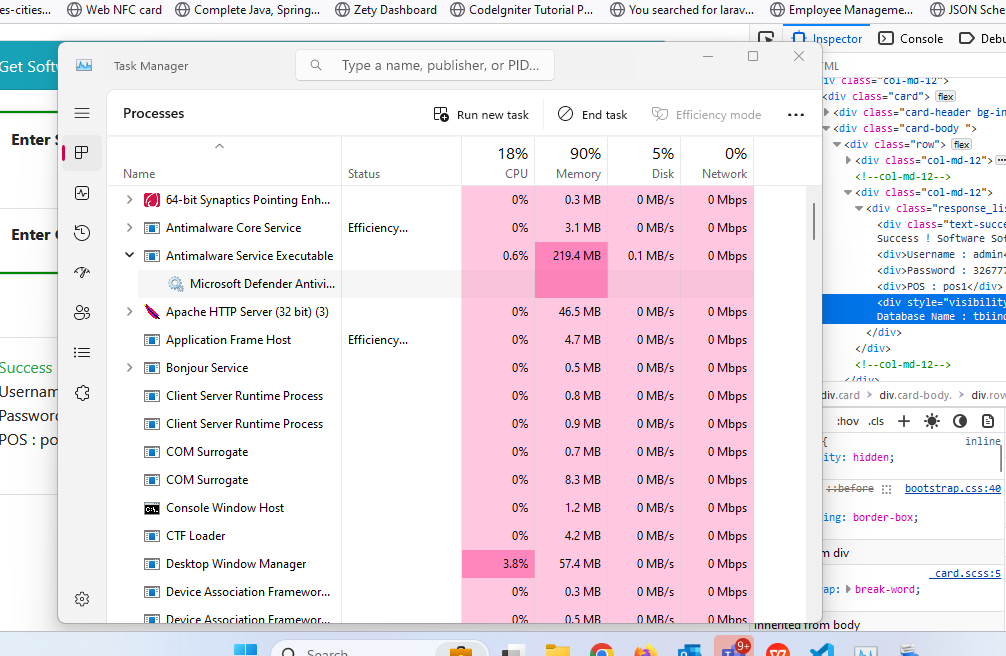 es-cities... Web NFC card Complete Java, Spring... Zety Dashboard CodeIgniter Tutorial P... You searched for larav... Employee Manageme... JSON Sche
Inspector Console Debu
Get Softw
Enter S
Enter
Success
Usernam
Password
POS : po
Task Manager
Type a name, publisher, or PID...
Processes
Run new task End task Efficiency mode
18% 90% 5% 0%
Name Status CPU Memory Disk Network
64-bit Synaptics Pointing Enh... 0% 0.3 MB 0 MB/s 0 Mbps
Antimalware Core Service Efficiency... 0% 3.1 MB 0 MB/s 0 Mbps
Antimalware Service Executable 0.6% 219.4 MB 0.1 MB/s 0 Mbps
Microsoft Defender Antivi...
Apache HTTP Server (32 bit) (3) 0% 46.5 MB 0 MB/s 0 Mbps
Application Frame Host Efficiency... 0% 4.7 MB 0 MB/s 0 Mbps
Bonjour Service 0% 0.5 MB 0 MB/s 0 Mbps
Client Server Runtime Process 0% 0.8 MB 0 MB/s 0 Mbps
Client Server Runtime Process 0% 0.9 MB 0 MB/s 0 Mbps
COM Surrogate 0% 0.7 MB 0 MB/s 0 Mbps
COM Surrogate 0% 8.3 MB 0 MB/s 0 Mbps
Console Window Host 0% 1.2 MB 0 MB/s 0 Mbps
CTF Loader 0% 4.2 MB 0 MB/s 0 Mbps
Desktop Window Manager 3.8% 57.4 MB 0 MB/s 0 Mbps
Device Association Framewor... 0% 0.3 MB 0 MB/s 0 Mbps
Device Association Framewor... 0% 0.5 MB 0 MB/s 0 Mbps
TML
iv class="col-md-12">
div class="card"> flex
<div class="card-header bg-in
<div class="card-body ">
<div class="row"> flex
<div class="col-md-12">
<!--col-md-12-->
<div class="col-md-12">
<div class="response_lis
<div class="text-succe
Success ! Software Sof
<div>Username : admin<
<div>Password : 326777
<div>POS : pos1</div>
<div style="visibility
Database Name : tbiind
</div>
</div>
<!--col-md-12-->
</div>
div.card > div.card-body. > div.row
:hov .cls
{ inline
ity: hidden;
::before bootstrap.css:40
ing: border-box;
m div
_card.scss:5
ap: break-word;
Inherited from body
Search
9+